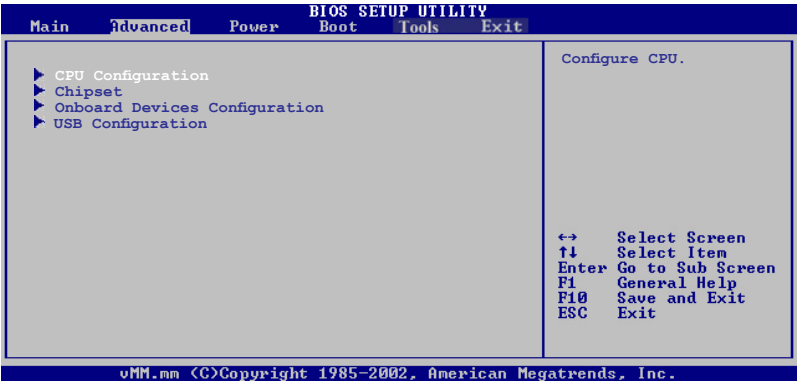 BIOS SETUP UTILITY
Main Advanced Power Boot Tools Exit
CPU Configuration
Chipset
Onboard Devices Configuration
USB Configuration
Configure CPU.
←→ Select Screen
↑↓ Select Item
Enter Go to Sub Screen
F1 General Help
F10 Save and Exit
ESC Exit
vMM.mm (C)Copyright 1985-2002, American Megatrends, Inc.